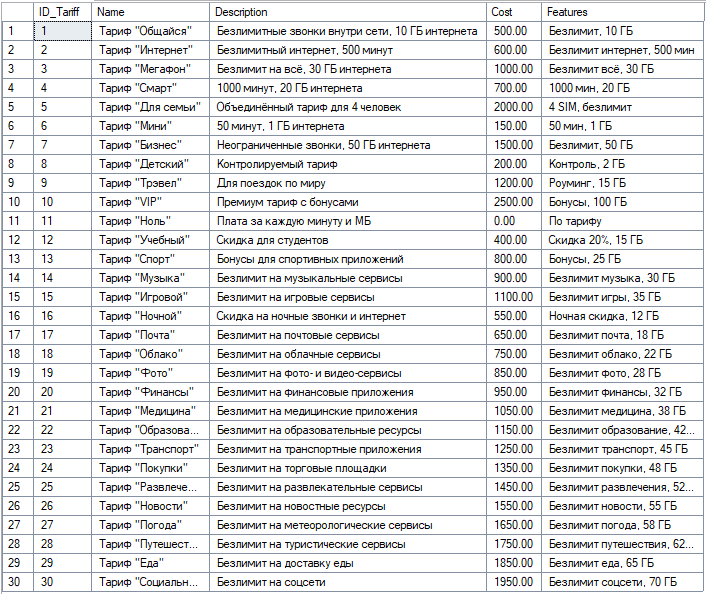 ID_Tariff Name Description Cost Features
1 1 Тариф "Общайся" Безлимитные звонки внутри сети, 10 ГБ интернета 500.00 Безлимит, 10 ГБ
2 2 Тариф "Интернет" Безлимитный интернет, 500 минут 600.00 Безлимит интернет, 500 мин
3 3 Тариф "Мегафон" Безлимит на всё, 30 ГБ интернета 1000.00 Безлимит всё, 30 ГБ
4 4 Тариф "Смарт" 1000 минут, 20 ГБ интернета 700.00 1000 мин, 20 ГБ
5 5 Тариф "Для семьи" Объединённый тариф для 4 человек 2000.00 4 SIM, безлимит
6 6 Тариф "Мини" 50 минут, 1 ГБ интернета 150.00 50 мин, 1 ГБ
7 7 Тариф "Бизнес" Неограниченные звонки, 50 ГБ интернета 1500.00 Безлимит, 50 ГБ
8 8 Тариф "Детский" Контролируемый тариф 200.00 Контроль, 2 ГБ
9 9 Тариф "Трэвел" Для поездок по миру 1200.00 Роуминг, 15 ГБ
10 10 Тариф "VIP" Премиум тариф с бонусами 2500.00 Бонусы, 100 ГБ
11 11 Тариф "Ноль" Плата за каждую минуту и МБ 0.00 По тарифу
12 12 Тариф "Учебный" Скидка для студентов 400.00 Скидка 20%, 15 ГБ
13 13 Тариф "Спорт" Бонусы для спортивных приложений 800.00 Бонусы, 25 ГБ
14 14 Тариф "Музыка" Безлимит на музыкальные сервисы 900.00 Безлимит музыка, 30 ГБ
15 15 Тариф "Игровой" Безлимит на игровые сервисы 1100.00 Безлимит игры, 35 ГБ
16 16 Тариф "Ночной" Скидка на ночные звонки и интернет 550.00 Ночная скидка, 12 ГБ
17 17 Тариф "Почта" Безлимит на почтовые сервисы 650.00 Безлимит почта, 18 ГБ
18 18 Тариф "Облако" Безлимит на облачные сервисы 750.00 Безлимит облако, 22 ГБ
19 19 Тариф "Фото" Безлимит на фото- и видео-сервисы 850.00 Безлимит фото, 28 ГБ
20 20 Тариф "Финансы" Безлимит на финансовые приложения 950.00 Безлимит финансы, 32 ГБ
21 21 Тариф "Медицина" Безлимит на медицинские приложения 1050.00 Безлимит медицина, 38 ГБ
22 22 Тариф "Образова... Безлимит на образовательные ресурсы 1150.00 Безлимит образование, 42...
23 23 Тариф "Транспорт" Безлимит на транспортные приложения 1250.00 Безлимит транспорт, 45 ГБ
24 24 Тариф "Покупки" Безлимит на торговые площадки 1350.00 Безлимит покупки, 48 ГБ
25 25 Тариф "Развлече... Безлимит на развлекательные сервисы 1450.00 Безлимит развлечения, 52...
26 26 Тариф "Новости" Безлимит на новостные ресурсы 1550.00 Безлимит новости, 55 ГБ
27 27 Тариф "Погода" Безлимит на метеорологические сервисы 1650.00 Безлимит погода, 58 ГБ
28 28 Тариф "Путешест... Безлимит на туристические сервисы 1750.00 Безлимит путешествия, 62...
29 29 Тариф "Еда" Безлимит на доставку еды 1850.00 Безлимит еда, 65 ГБ
30 30 Тариф "Социальн... Безлимит на соцсети 1950.00 Безлимит соцсети, 70 ГБ